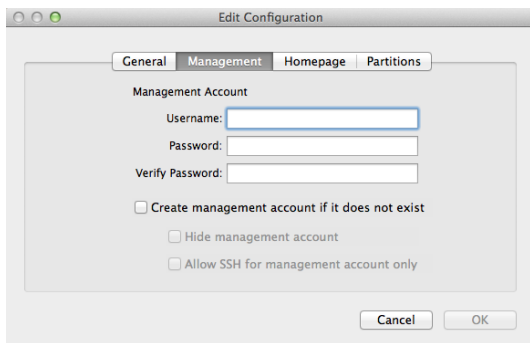 Edit Configuration
General Management Homepage Partitions
Management Account
Username:
Password:
Verify Password:
Create management account if it does not exist
Hide management account
Allow SSH for management account only
Cancel OK